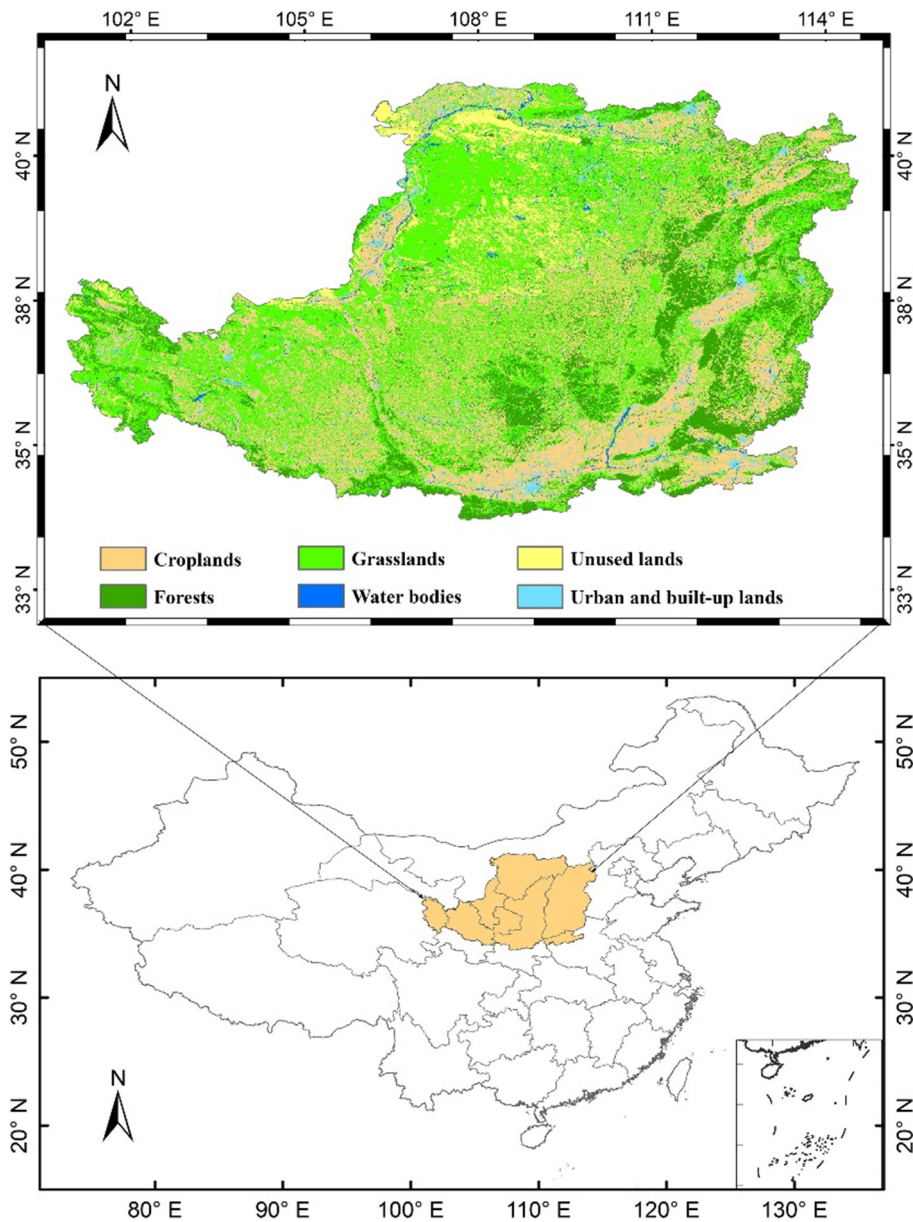 102° E 105° E 108° E 111° E 114° E
N
40° N 40° N
38° N 38° N
35° N 35° N
33° N 33° N
Croplands Grasslands Unused lands
Forests Water bodies Urban and built-up lands
50° N 50° N
40° N 40° N
30° N 30° N
20° N 20° N
N
80° E 90° E 100° E 110° E 120° E 130° E